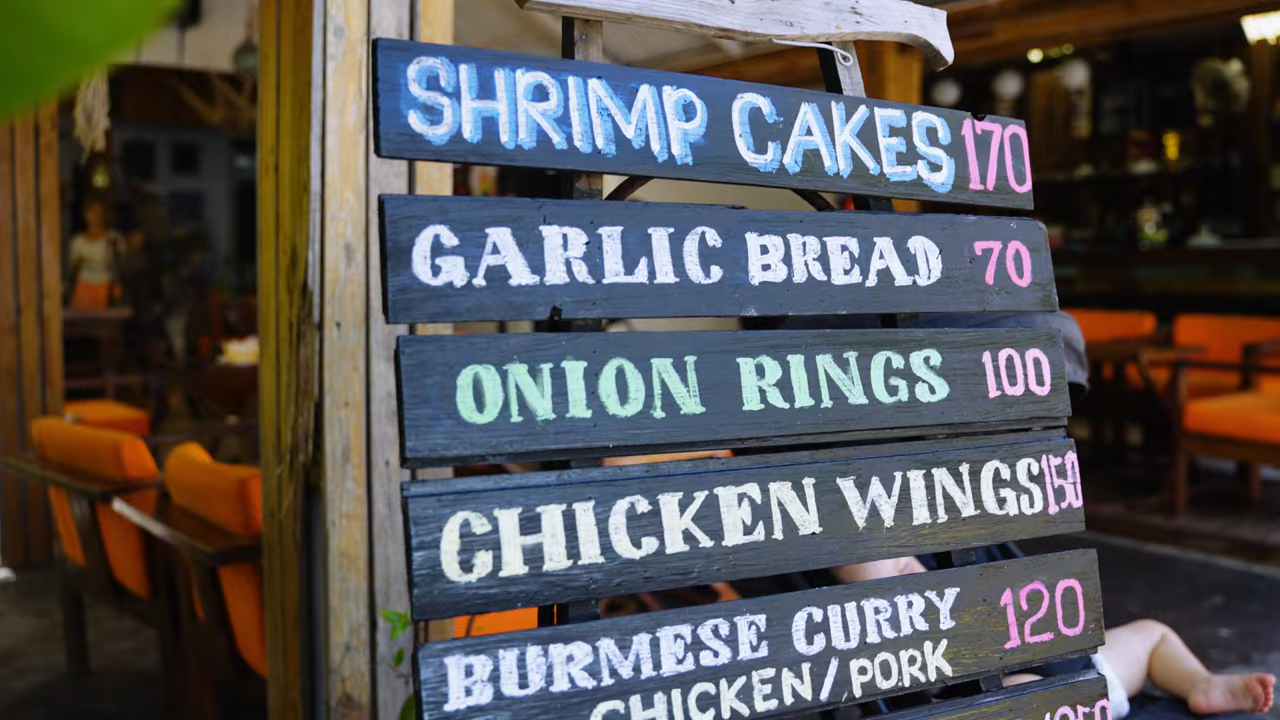 SHRIMP CAKES 170
GARLIC BREAD 70
ONION RINGS 100
CHICKEN WINGS 150
BURMESE CURRY 120
CHICKEN/PORK